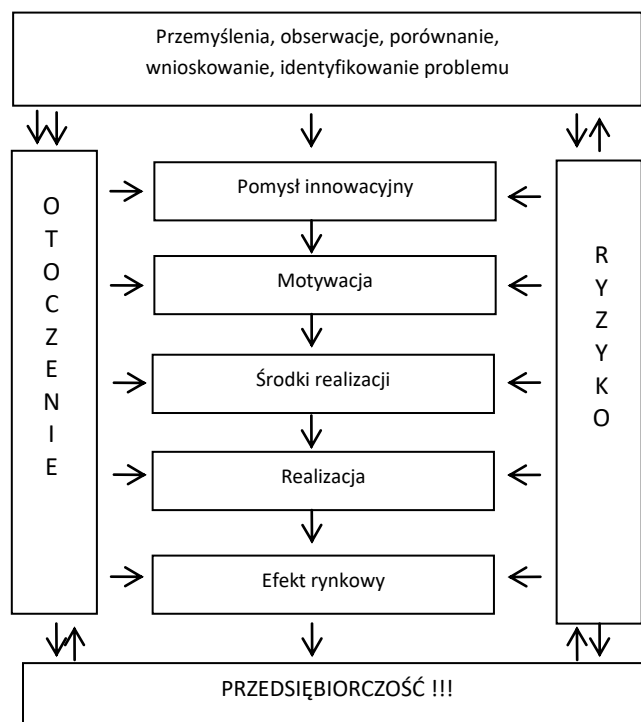 Przemyślenia, obserwacje, porównanie,
wnioskowanie, identyfikowanie problemu
O
T
O
C
Z
E
N
I
E
Pomysł innowacyjny
Motywacja
Środki realizacji
Realizacja
Efekt rynkowy
R
Y
Z
Y
K
O
PRZEDSIĘBIORCZOŚĆ !!!